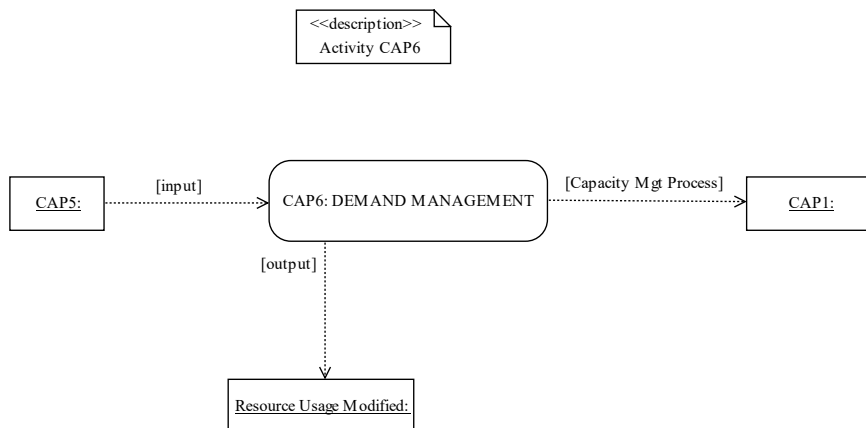 <<description>>
Activity CAP6
[input]
[Capacity Mgt Process]
CAP5:
CAP6: DEMAND MANAGEMENT
CAP1:
[output]
Resource Usage Modified: